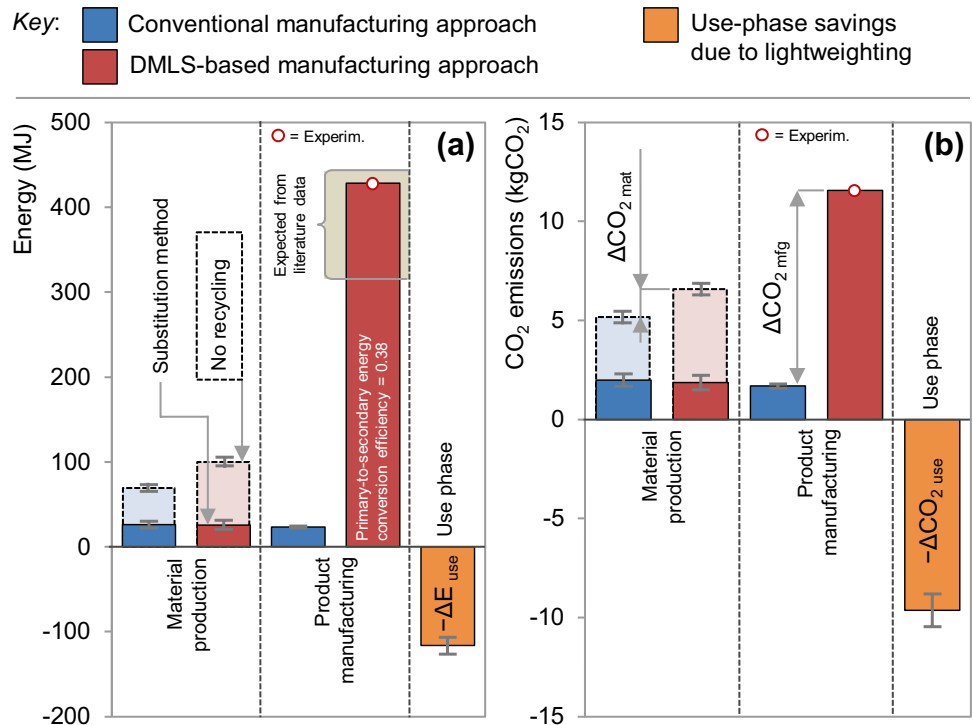 Key:
Conventional manufacturing approach
DMLS-based manufacturing approach
Use-phase savings
due to lightweighting
(a)
Energy (MJ)
500
400
300
200
100
0
-100
-200
= Experim.
Substitution method
No recycling
Expected from
literature data
Primary-to-secondary energy
conversion efficiency = 0.38
Material
production
Product
manufacturing
Use phase
−ΔE use
(b)
CO2 emissions (kgCO2)
15
10
5
0
-5
-10
-15
= Experim.
ΔCO2 mat
ΔCO2 mfg
Material
production
Product
manufacturing
Use phase
−ΔCO2 use